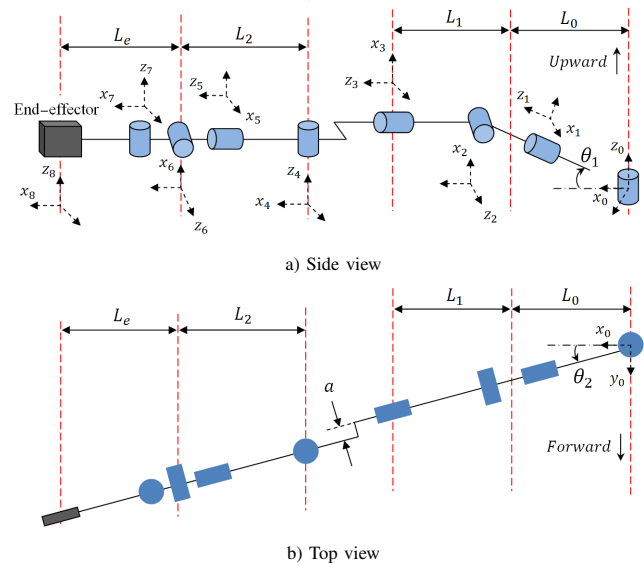 L_e L_2 L_1 L_0
x_3
Upward
z_7
z_5 z_3
x_7 z_1
End-effector x_5 x_1
x_2 z_0
z_8 x_6 z_4 θ_1
x_8 z_6 x_4 z_2 x_0
a) Side view
L_e L_2 L_1 L_0
x_0
a θ_2 y_0
Forward
b) Top view